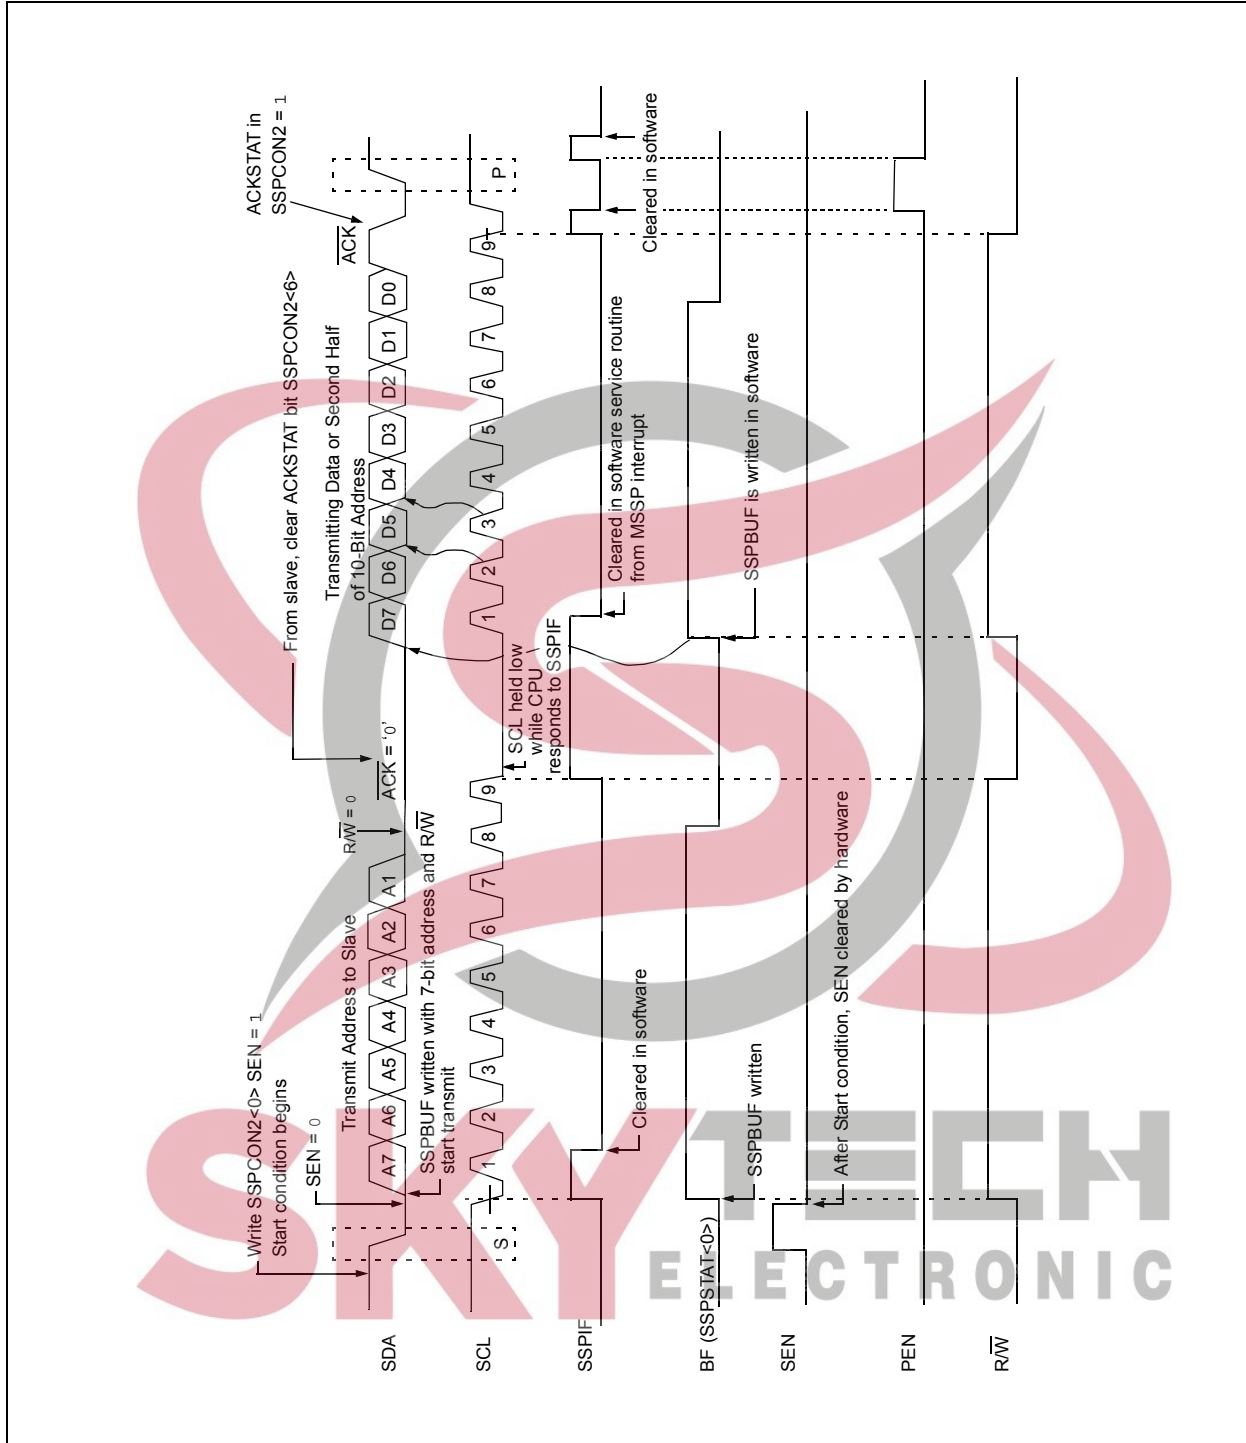 Write SSPCON2<0> SEN = 1
Start condition begins
SEN = 0
Transmit Address to Slave
R/W = 0
From slave, clear ACKSTAT bit SSPCON2<6>
ACK = '0'
Transmitting Data or Second Half
of 10-Bit Address
ACKSTAT in
SSPCON2 = 1
ACK
SDA
A7 A6 A5 A4 A3 A2 A1
D7 D6 D5 D4 D3 D2 D1 D0
SSPBUF written with 7-bit address and R/W
start transmit
SCL
S
1 2 3 4 5 6 7 8 9
1 2 3 4 5 6 7 8 9
P
SCL held low
while CPU
responds to SSPIF
SSPIF
Cleared in software
Cleared in software service routine
from MSSP interrupt
Cleared in software
BF (SSPSTAT<0>)
SSPBUF written
SSPBUF is written in software
SEN
After Start condition, SEN cleared by hardware
PEN
R/W
SKYTECH
ELECTRONIC